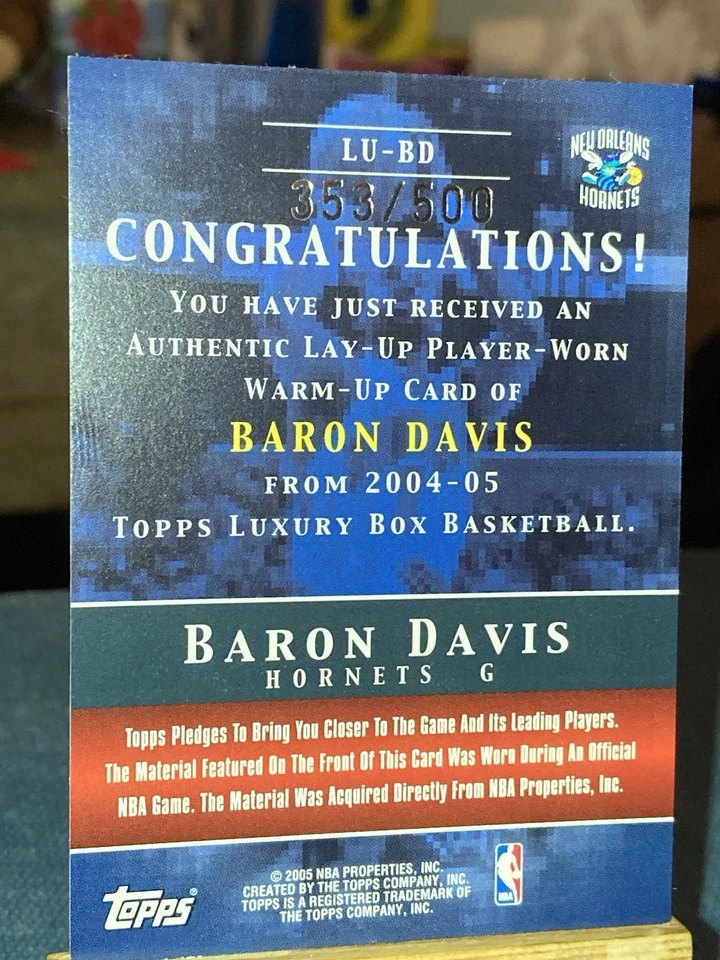 LU-BD
NEW ORLEANS
HORNETS
353/500
CONGRATULATIONS!
YOU HAVE JUST RECEIVED AN
AUTHENTIC LAY-UP PLAYER-WORN
WARM-UP CARD OF
BARON DAVIS
FROM 2004-05
TOPPS LUXURY BOX BASKETBALL.
BARON DAVIS
HORNETS G
Topps Pledges To Bring You Closer To The Game And Its Leading Players.
The Material Featured On The Front Of This Card Was Worn During An Official
NBA Game. The Material Was Acquired Directly From NBA Properties, Inc.
© 2005 NBA PROPERTIES, INC.
CREATED BY THE TOPPS COMPANY, INC.
TOPPS IS A REGISTERED TRADEMARK OF
THE TOPPS COMPANY, INC.
TOPPS®
NBA